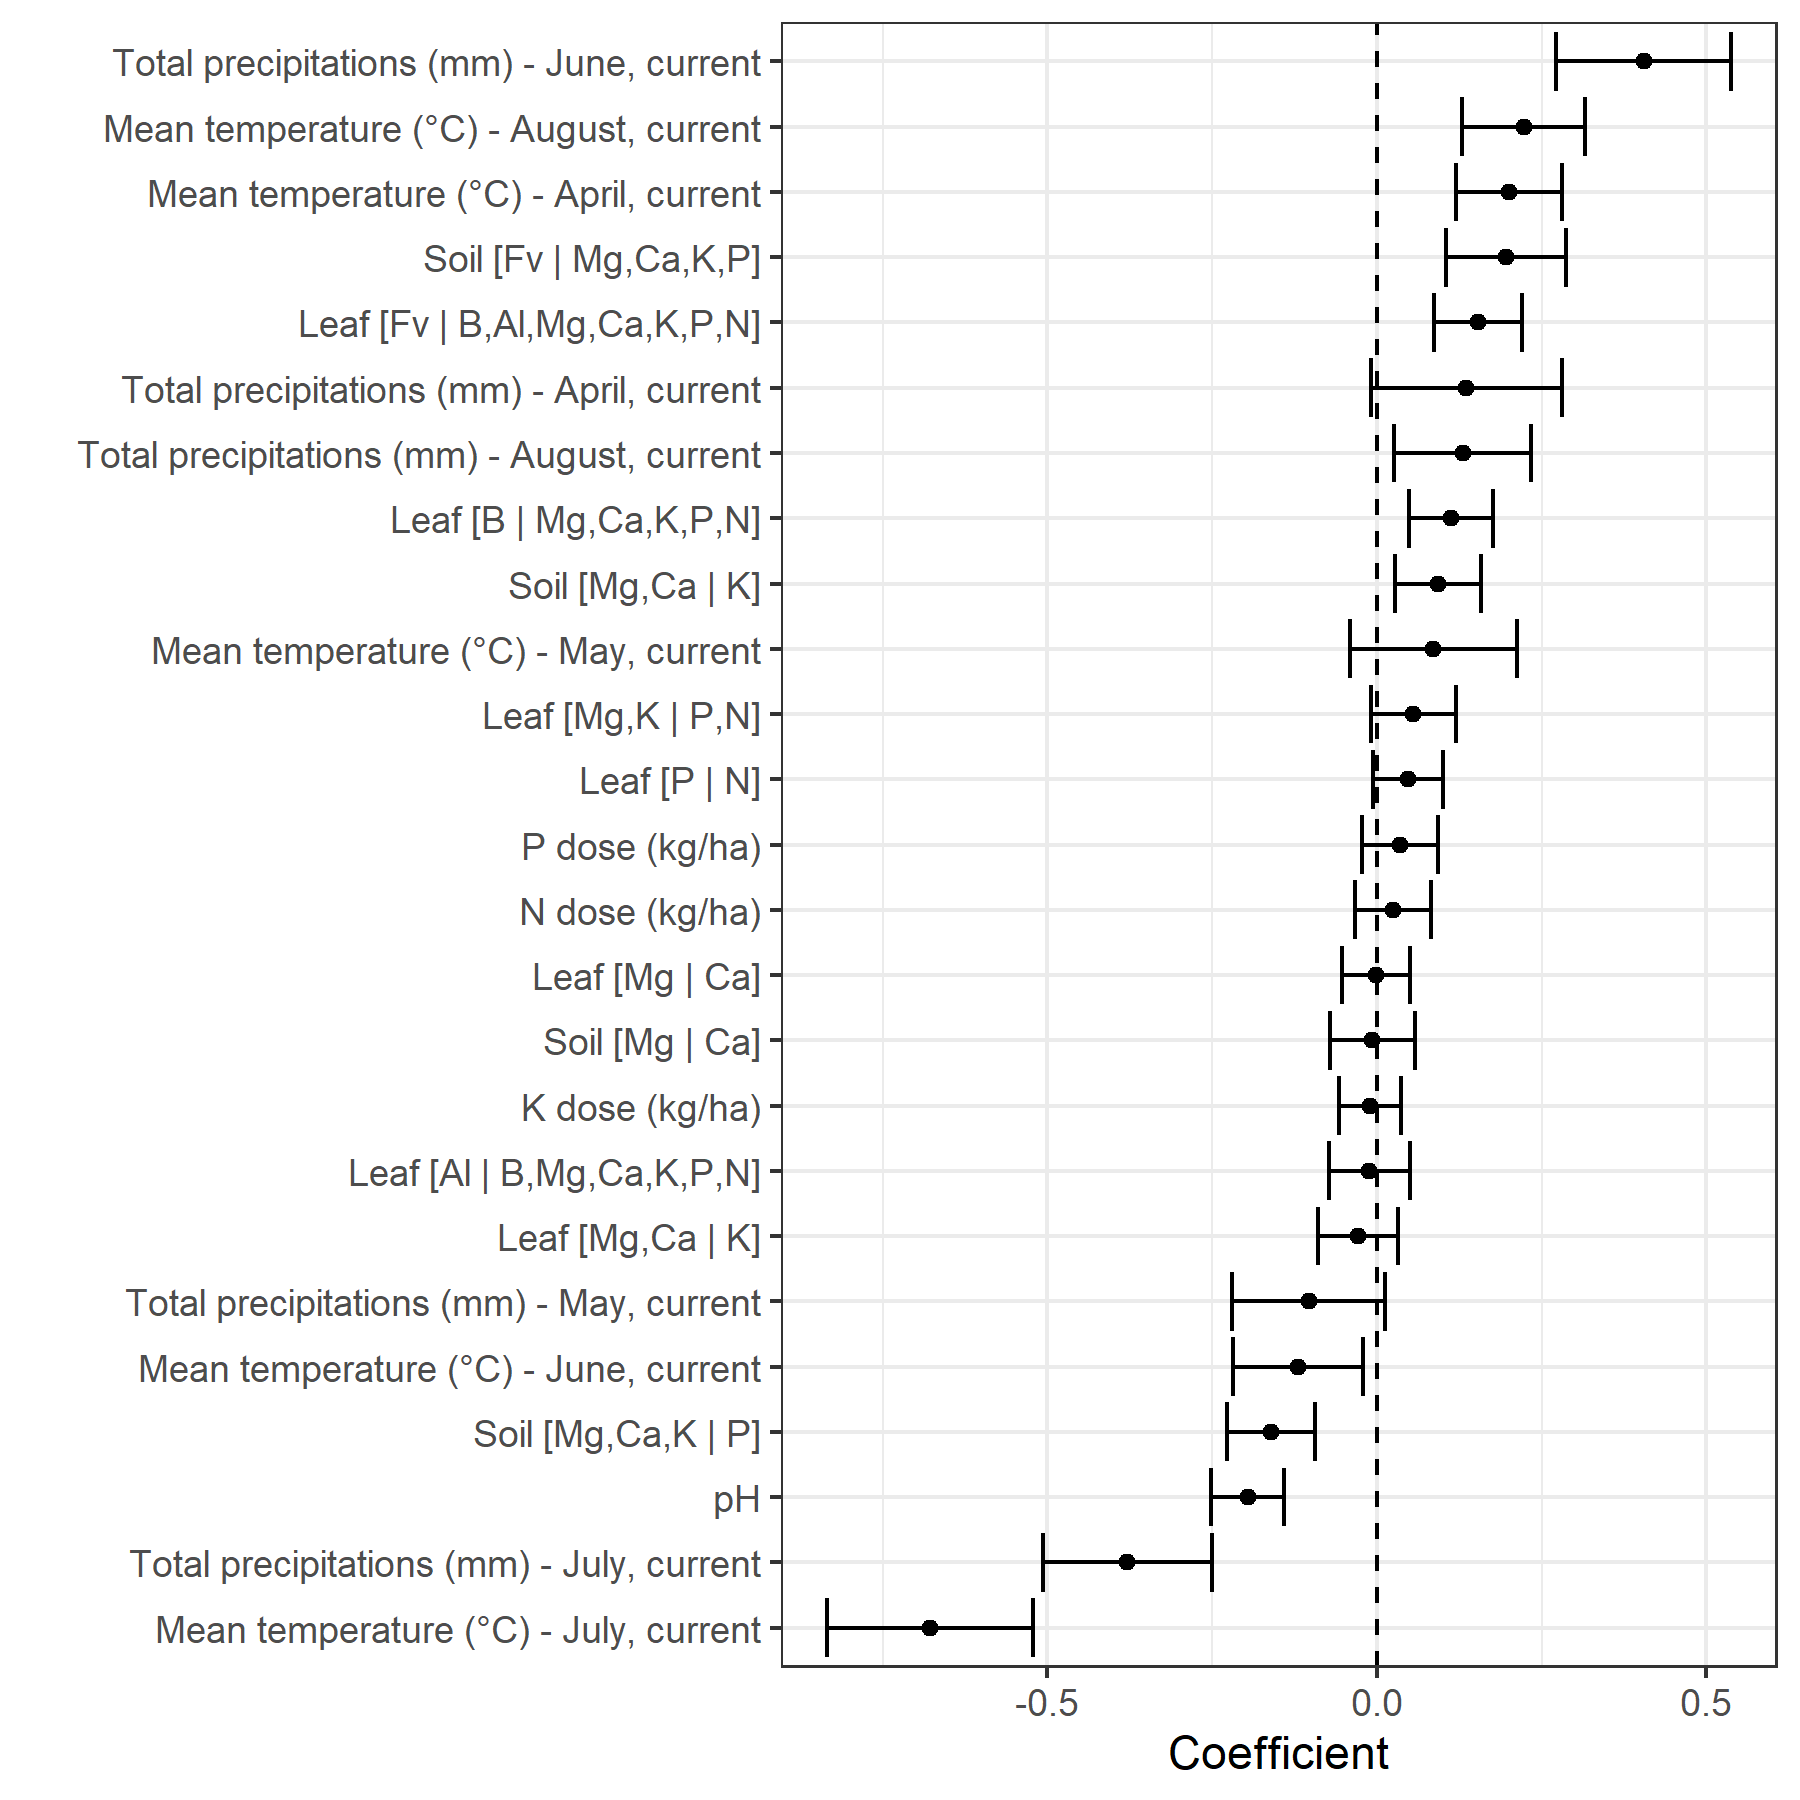 Total precipitations (mm) - June, current
Mean temperature (°C) - August, current
Mean temperature (°C) - April, current
Soil [Fv | Mg,Ca,K,P]
Leaf [Fv | B,Al,Mg,Ca,K,P,N]
Total precipitations (mm) - April, current
Total precipitations (mm) - August, current
Leaf [B | Mg,Ca,K,P,N]
Soil [Mg,Ca | K]
Mean temperature (°C) - May, current
Leaf [Mg,K | P,N]
Leaf [P | N]
P dose (kg/ha)
N dose (kg/ha)
Leaf [Mg | Ca]
Soil [Mg | Ca]
K dose (kg/ha)
Leaf [Al | B,Mg,Ca,K,P,N]
Leaf [Mg,Ca | K]
Total precipitations (mm) - May, current
Mean temperature (°C) - June, current
Soil [Mg,Ca,K | P]
pH
Total precipitations (mm) - July, current
Mean temperature (°C) - July, current
-0.5 0.0 0.5
Coefficient